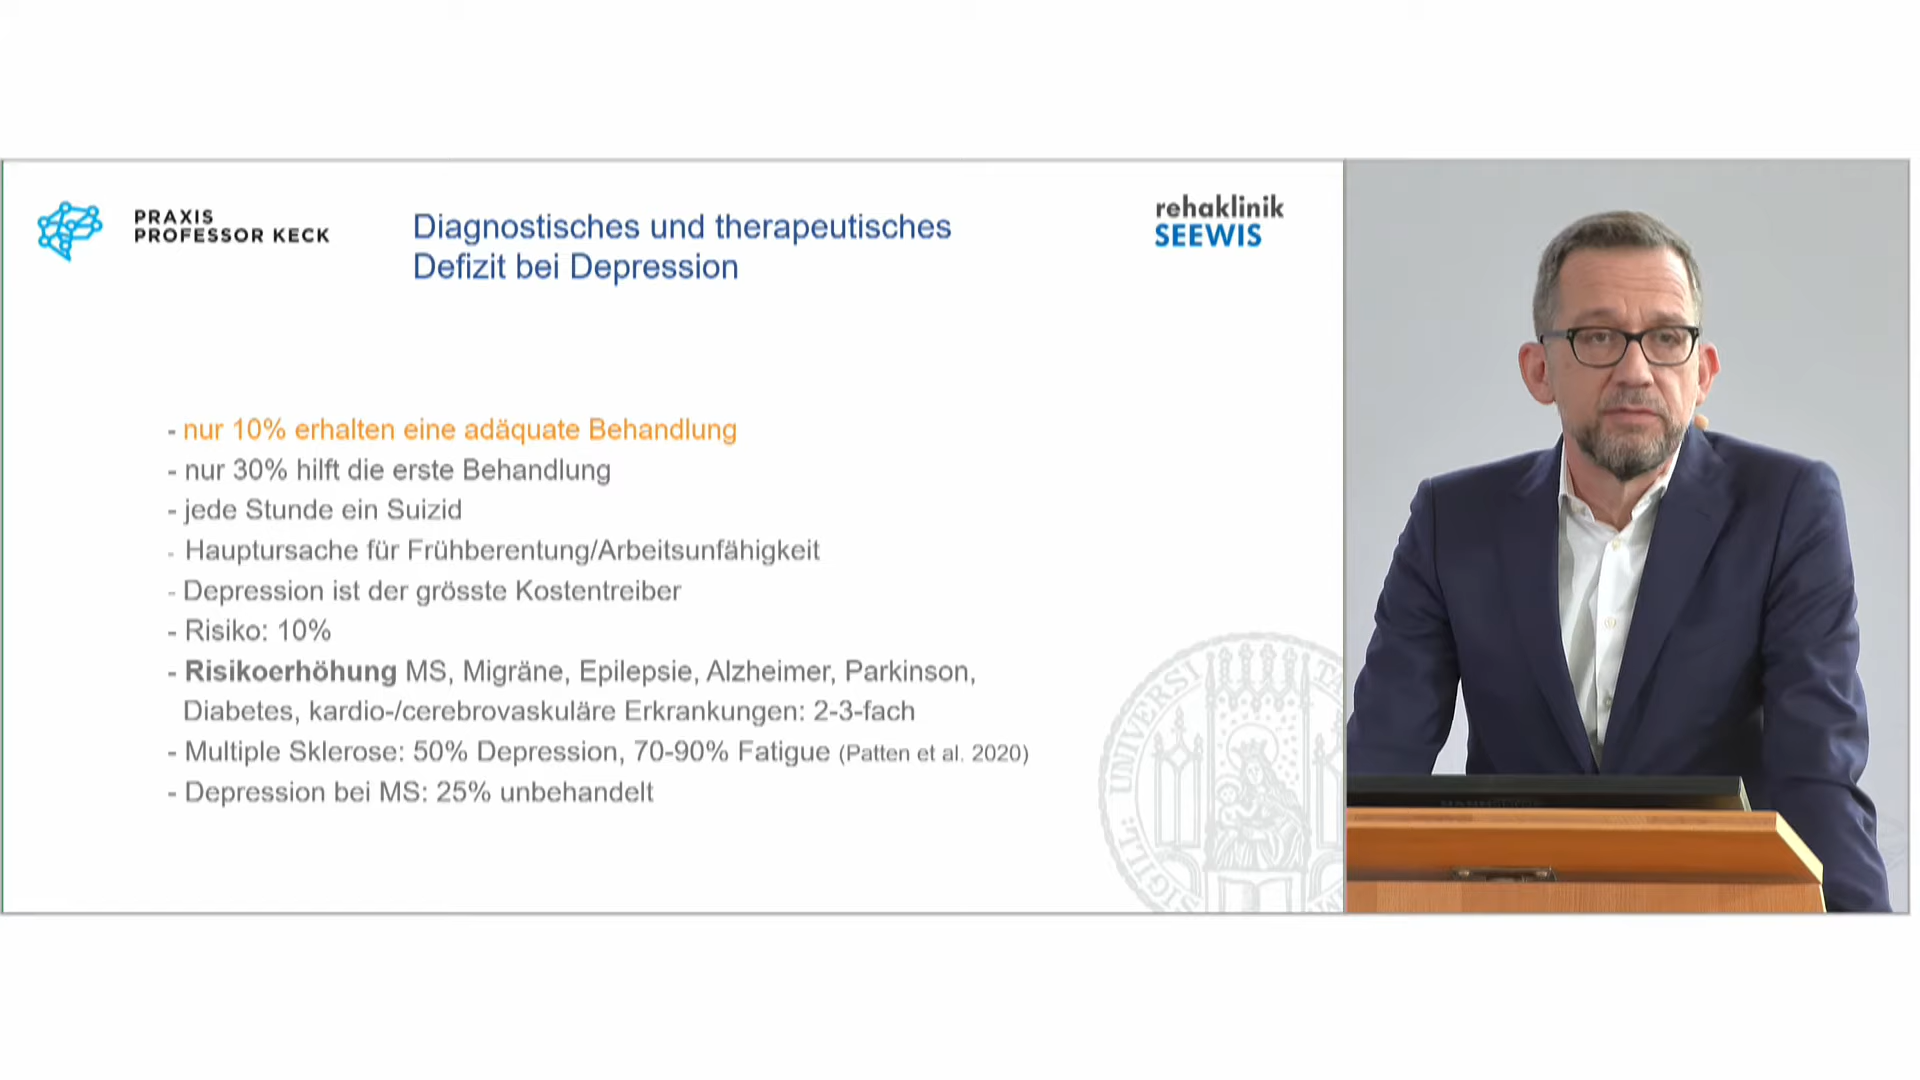 PRAXIS
PROFESSOR KECK
Diagnostisches und therapeutisches
Defizit bei Depression
rehaklinik
SEEWIS
- nur 10% erhalten eine adäquate Behandlung
- nur 30% hilft die erste Behandlung
- jede Stunde ein Suizid
- Hauptursache für Frühberentung/Arbeitsunfähigkeit
- Depression ist der grösste Kostentreiber
- Risiko: 10%
- Risikoerhöhung MS, Migräne, Epilepsie, Alzheimer, Parkinson,
Diabetes, kardio-/cerebrovaskuläre Erkrankungen: 2-3-fach
- Multiple Sklerose: 50% Depression, 70-90% Fatigue (Patten et al. 2020)
- Depression bei MS: 25% unbehandelt
SIGILL: UNIVERSITA